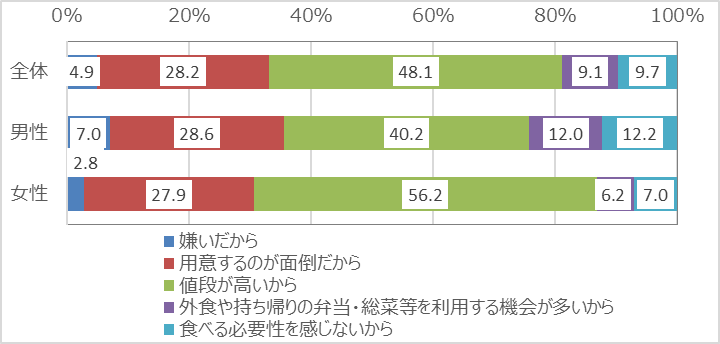 0% 20% 40% 60% 80% 100%
全体 4.9 28.2 48.1 9.1 9.7
男性 7.0 28.6 40.2 12.0 12.2
2.8
女性 27.9 56.2 6.2 7.0
嫌いだから
用意するのが面倒だから
値段が高いから
外食や持ち帰りの弁当・総菜等を利用する機会が多いから
食べる必要性を感じないから